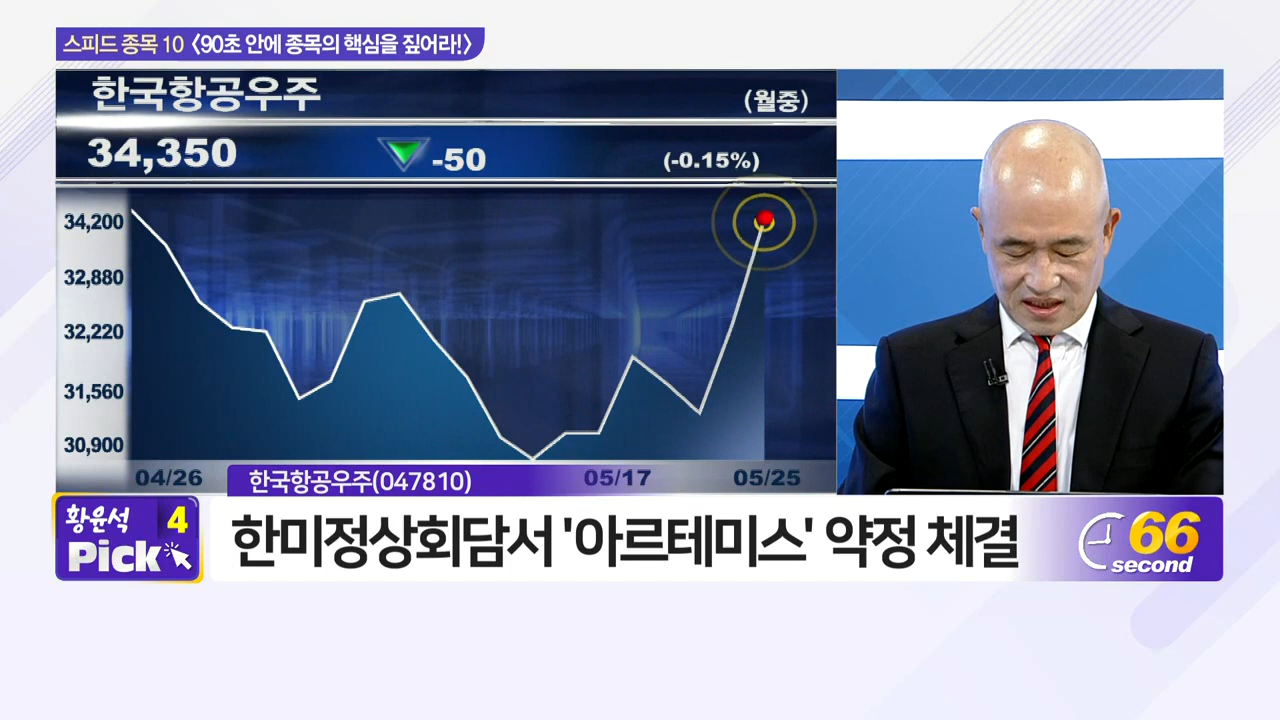 스피드 종목 10 〈90초 안에 종목의 핵심을 짚어라!〉
한국항공우주
(월중)
34,350
-50
(-0.15%)
34,200
32,880
32,220
31,560
30,900
04/26
05/17
05/25
한국항공우주(047810)
황윤석 4
Pick
한미정상회담서 '아르테미스' 약정 체결
66
second